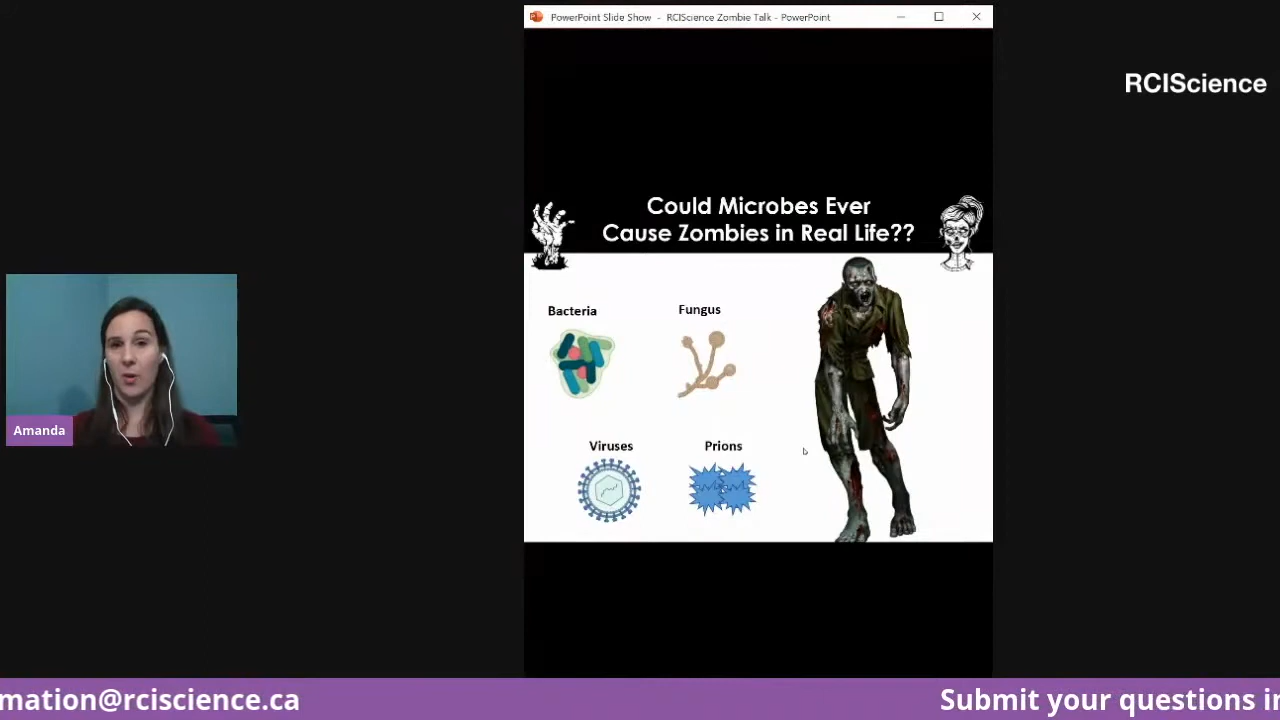 PowerPoint Slide Show - RCIScience Zombie Talk - PowerPoint
RCIScience
Could Microbes Ever
Cause Zombies in Real Life??
Bacteria
Fungus
Viruses
Prions
Amanda
mation@rciscience.ca
Submit your questions in